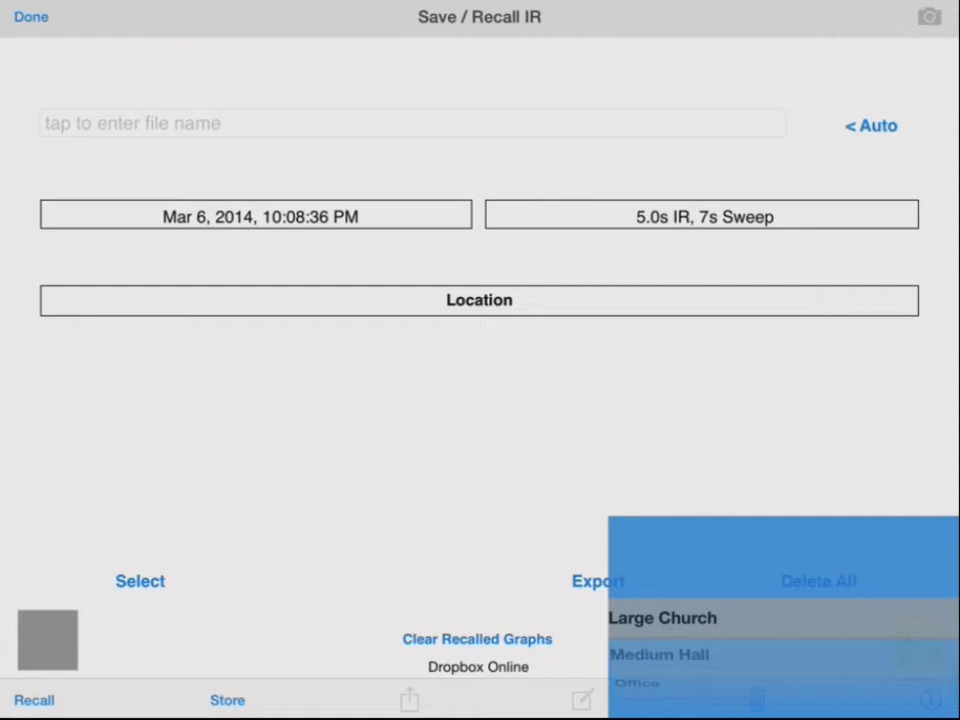 Done
Save / Recall IR
tap to enter file name
< Auto
Mar 6, 2014, 10:08:36 PM
5.0s IR, 7s Sweep
Location
Select
Export
Delete All
Large Church
Clear Recalled Graphs
Medium Hall
Dropbox Online
Office
Recall
Store